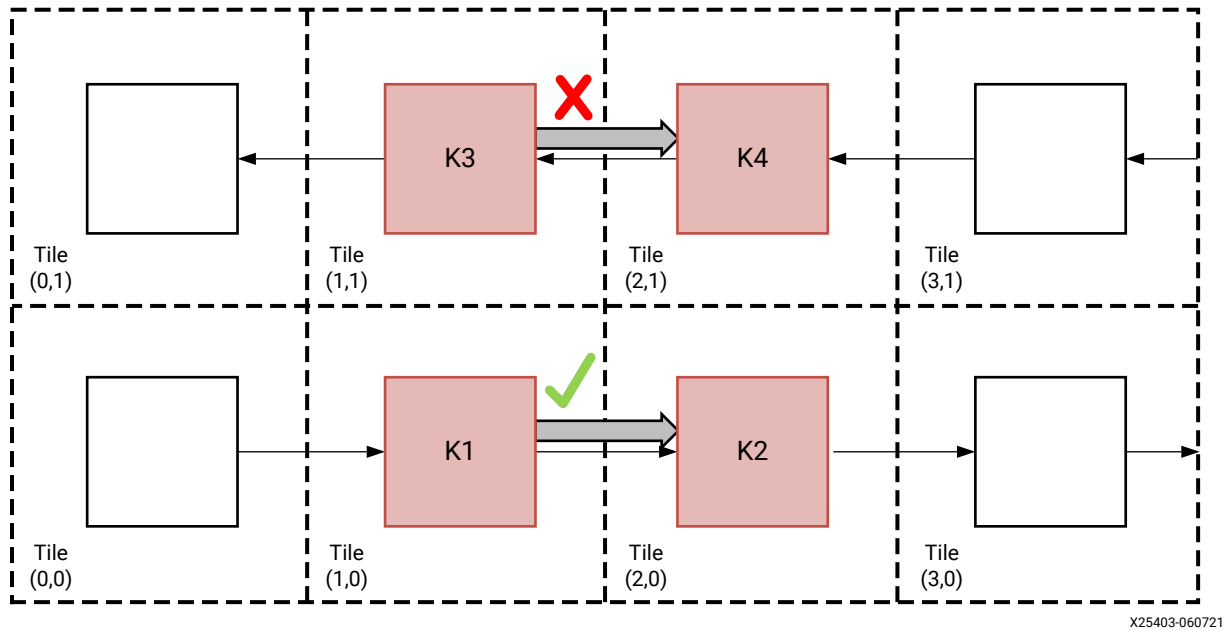 K3
K4
Tile
(0,1)
Tile
(1,1)
Tile
(2,1)
Tile
(3,1)
K1
K2
Tile
(0,0)
Tile
(1,0)
Tile
(2,0)
Tile
(3,0)
X25403-060721